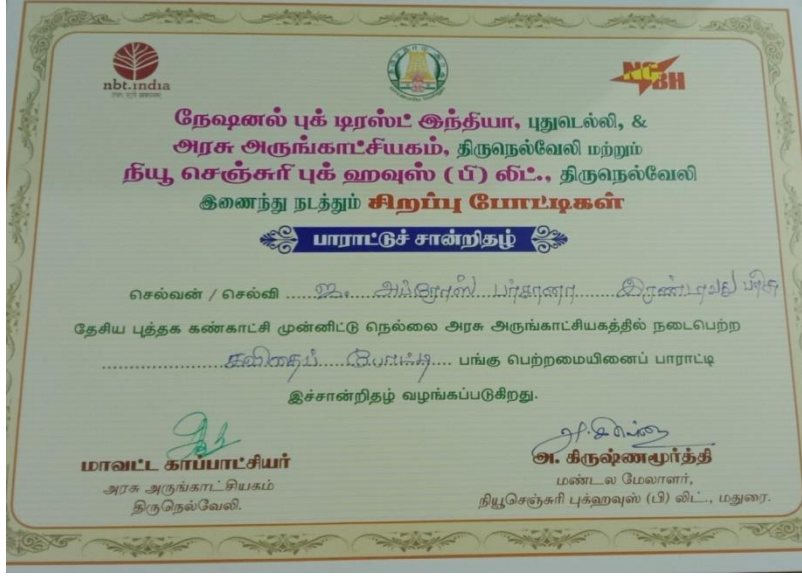 nbt.india
NCBH
நேஷனல் புக் டிரஸ்ட் இந்தியா, புதுடெல்லி, &
அரசு அருங்காட்சியகம், திருநெல்வேலி மற்றும்
நியூ செஞ்சுரி புக் ஹவுஸ் (பி) லிட்., திருநெல்வேலி
இணைந்து நடத்தும் சிறப்பு போட்டிகள்
பாராட்டுச் சான்றிதழ்
செல்வன் / செல்வி ..... ஐ. அப்ரோஸ் பர்கானா ..... இரண்டாவது பரிசு
தேசிய புத்தக கண்காட்சி முன்னிட்டு நெல்லை அரசு அருங்காட்சியகத்தில் நடைபெற்ற
..... கவிதைப் போட்டி ..... பங்கு பெற்றமையினைப் பாராட்டி
இச்சான்றிதழ் வழங்கப்படுகிறது.
மாவட்ட காப்பாட்சியர்
அரசு அருங்காட்சியகம்
திருநெல்வேலி.
அ. கிருஷ்ணமூர்த்தி
மண்டல மேலாளர்,
நியூசெஞ்சுரி புக்ஹவுஸ் (பி) லிட்., மதுரை.